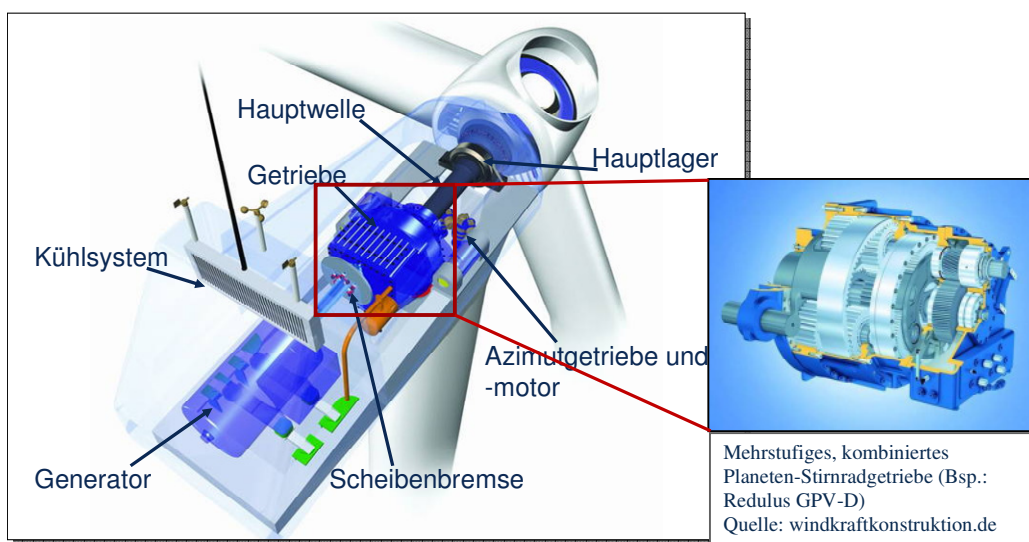 Hauptwelle
Hauptlager
Getriebe
Kühlsystem
Azimutgetriebe und
-motor
Generator
Scheibenbremse
Mehrstufiges, kombiniertes
Planeten-Stirnradgetriebe (Bsp.:
Redulus GPV-D)
Quelle: windkraftkonstruktion.de